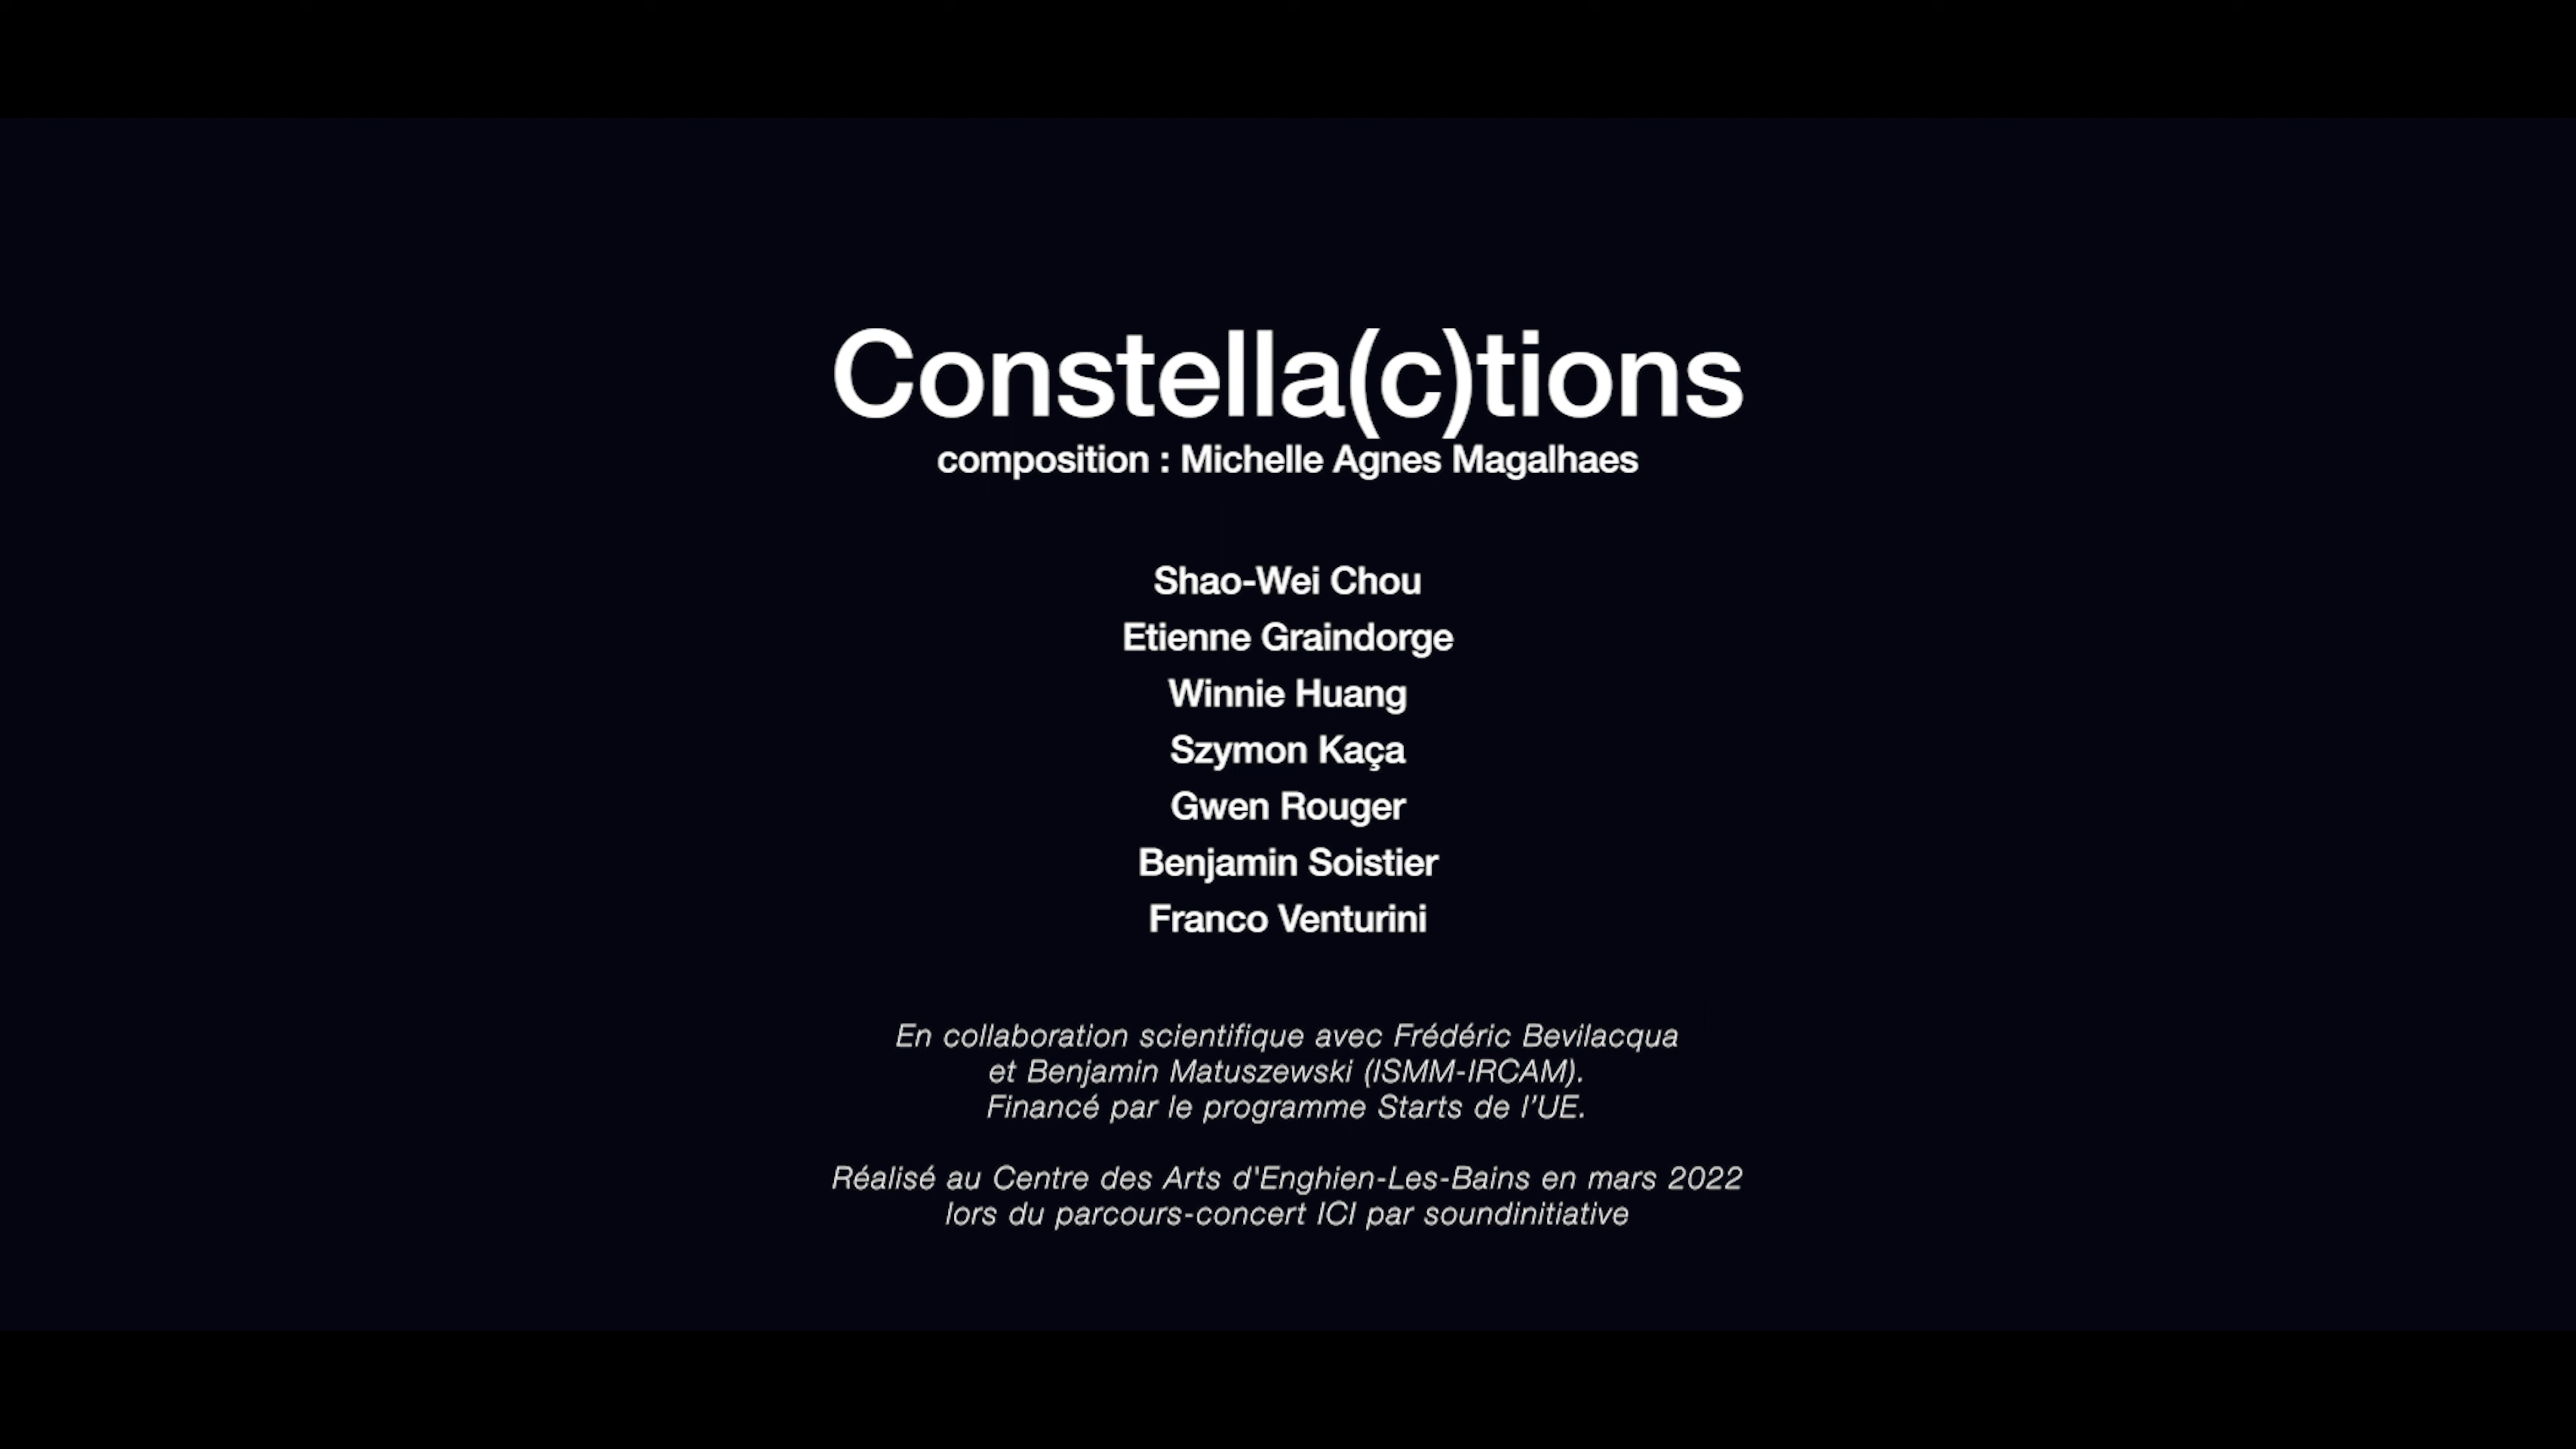 Constella(c)tions
composition : Michelle Agnes Magalhaes
Shao-Wei Chou
Etienne Graindorge
Winnie Huang
Szymon Kaça
Gwen Rouger
Benjamin Soistier
Franco Venturini
En collaboration scientifique avec Frédéric Bevilacqua
et Benjamin Matuszewski (ISMM-IRCAM).
Financé par le programme Starts de l’UE.
Réalisé au Centre des Arts d'Enghien-Les-Bains en mars 2022
lors du parcours-concert ICI par soundinitiative